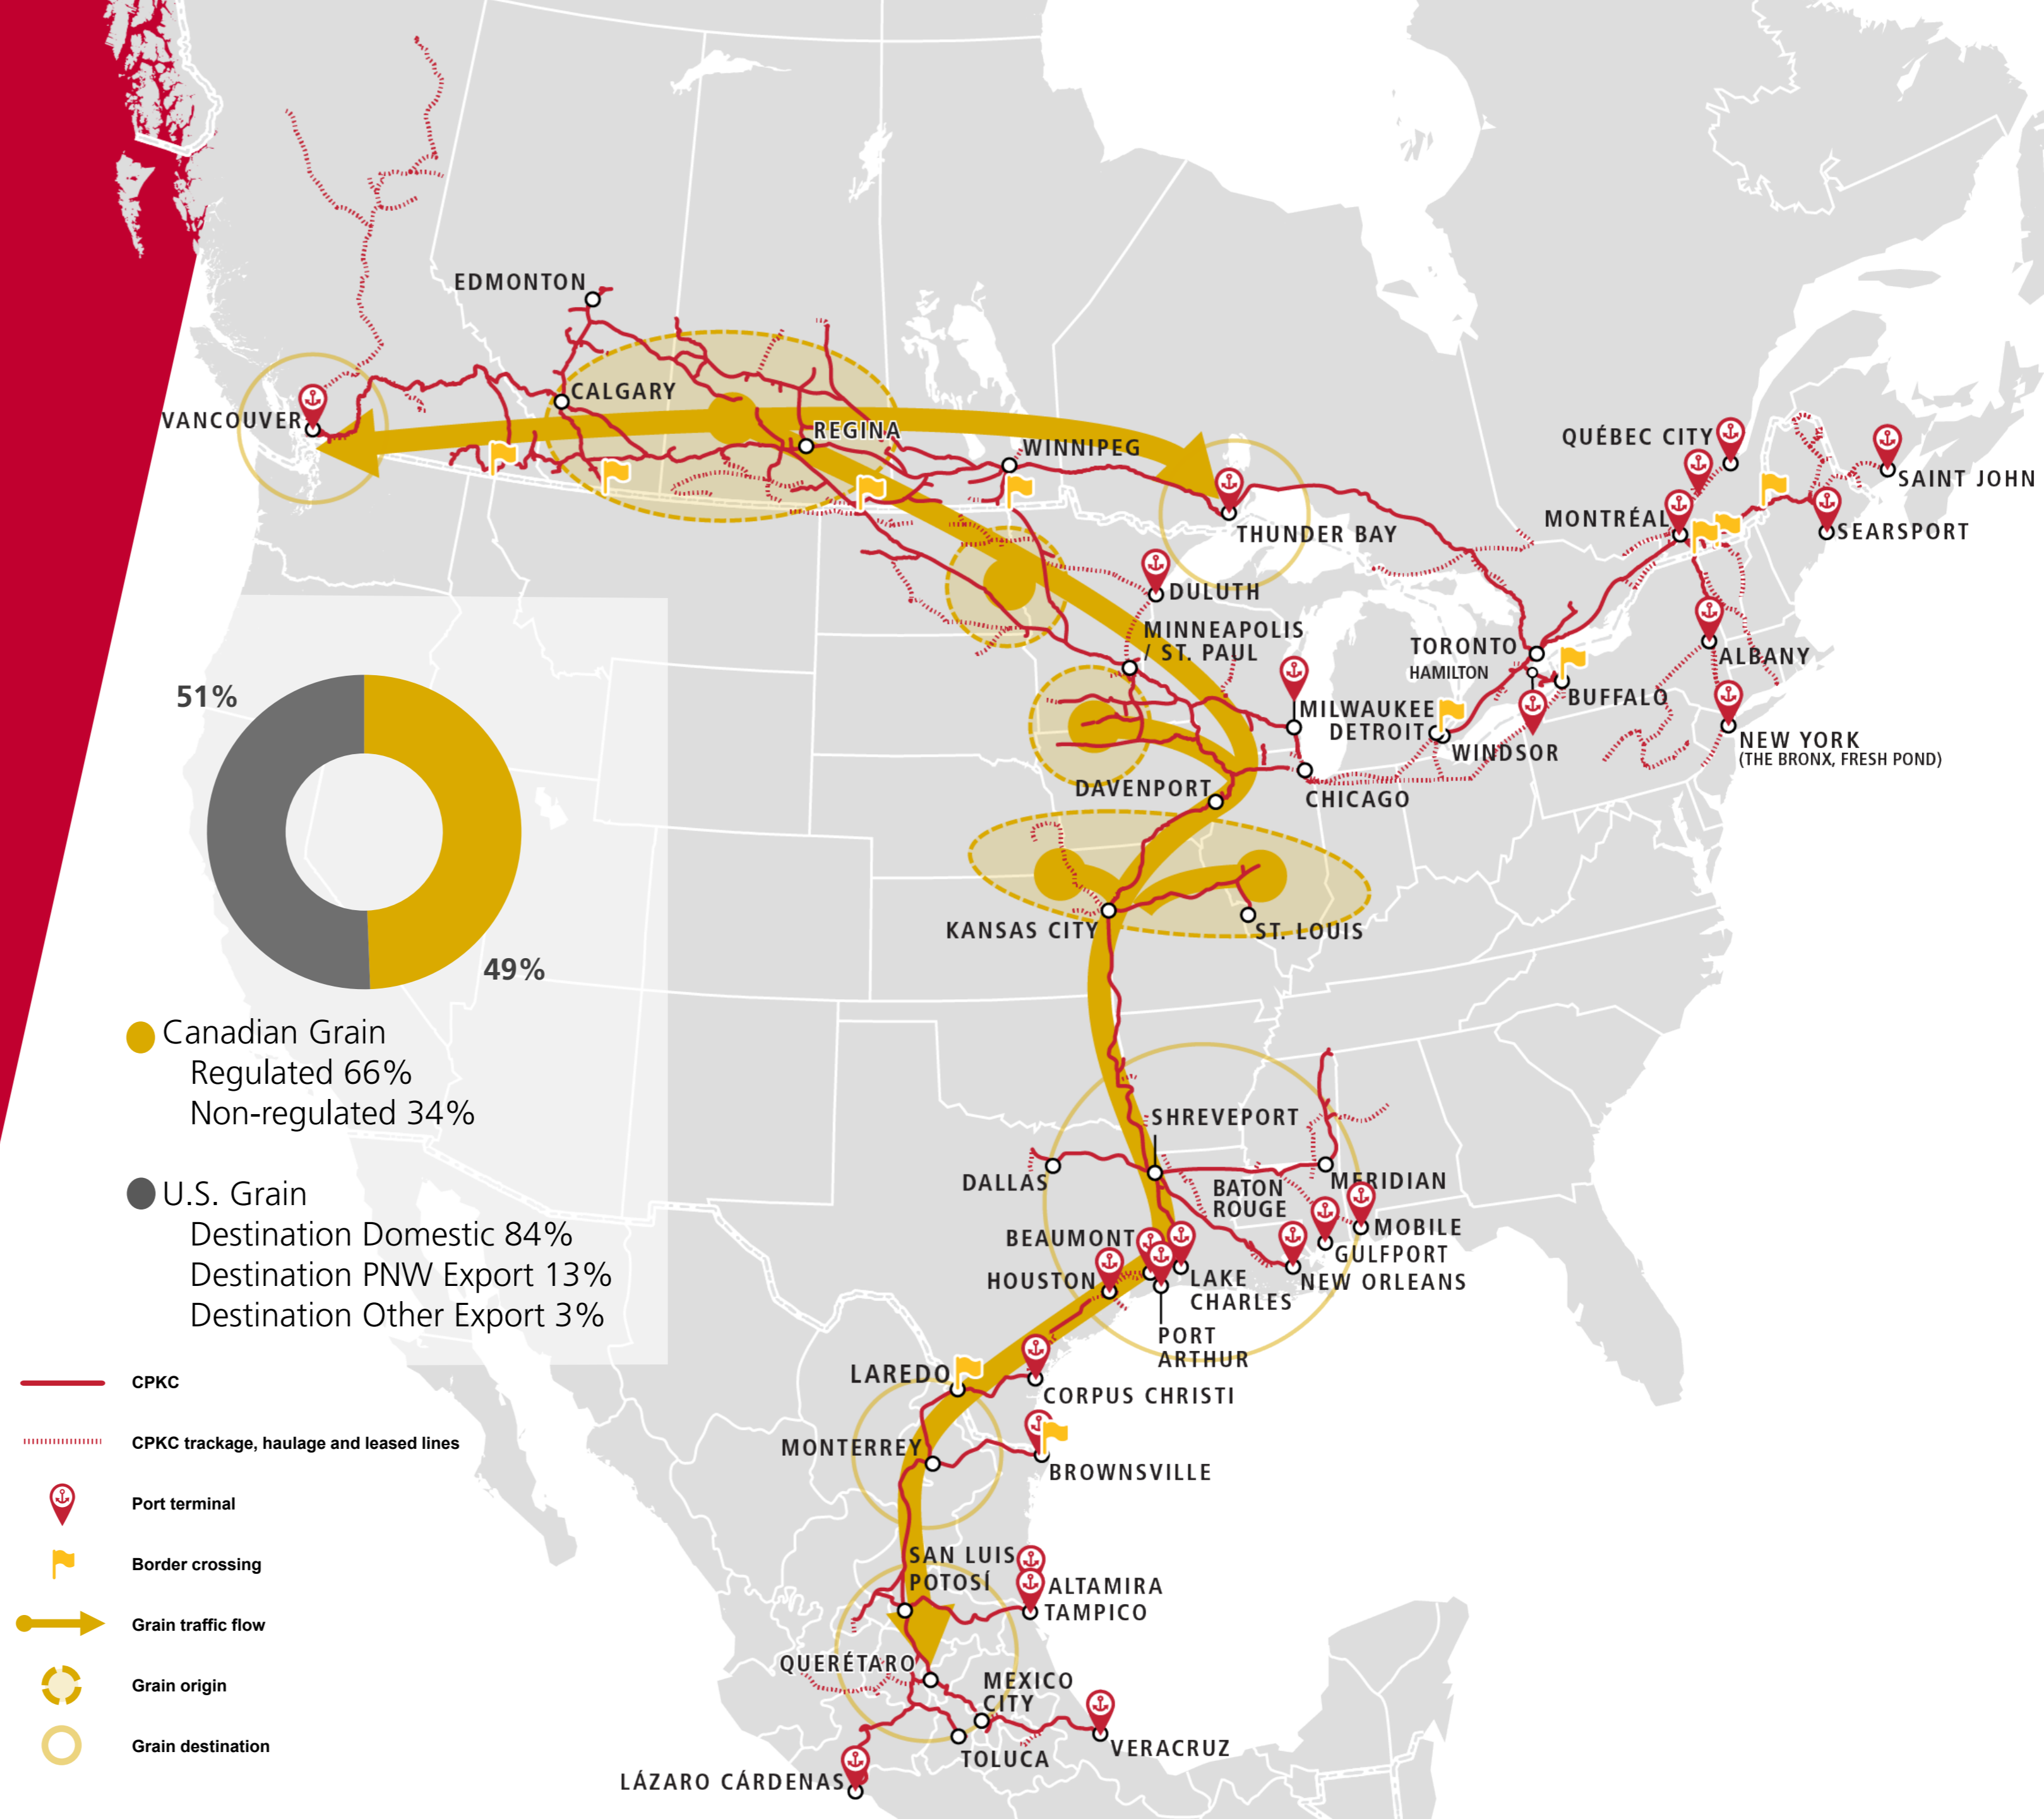 EDMONTON
CALGARY
VANCOUVER
REGINA
WINNIPEG
QUÉBEC CITY
SAINT JOHN
MONTRÉAL
SEARSPORT
THUNDER BAY
DULUTH
MINNEAPOLIS
/ ST. PAUL
TORONTO
HAMILTON
ALBANY
BUFFALO
MILWAUKEE
DETROIT
WINDSOR
NEW YORK
(THE BRONX, FRESH POND)
DAVENPORT
CHICAGO
KANSAS CITY
ST. LOUIS
51%
49%
Canadian Grain
Regulated 66%
Non-regulated 34%
U.S. Grain
Destination Domestic 84%
Destination PNW Export 13%
Destination Other Export 3%
SHREVEPORT
DALLAS
MERIDIAN
BATON
ROUGE
MOBILE
BEAUMONT
GULFPORT
HOUSTON
LAKE
CHARLES
NEW ORLEANS
PORT
ARTHUR
LAREDO
CORPUS CHRISTI
MONTERREY
BROWNSVILLE
SAN LUIS
POTOSÍ
ALTAMIRA
TAMPICO
QUERÉTARO
MEXICO
CITY
VERACRUZ
TOLUCA
LÁZARO CÁRDENAS
CPKC
CPKC trackage, haulage and leased lines
Port terminal
Border crossing
Grain traffic flow
Grain origin
Grain destination